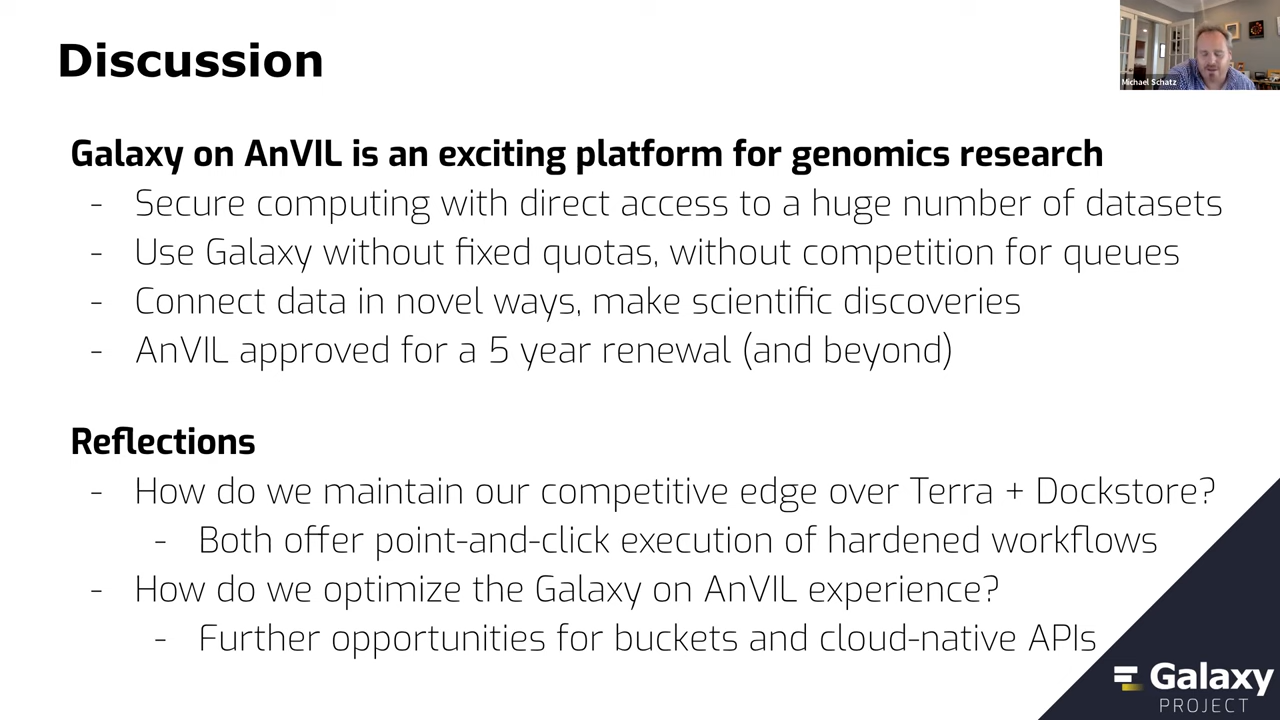 Discussion
Michael Schatz
Galaxy on AnVIL is an exciting platform for genomics research
- Secure computing with direct access to a huge number of datasets
- Use Galaxy without fixed quotas, without competition for queues
- Connect data in novel ways, make scientific discoveries
- AnVIL approved for a 5 year renewal (and beyond)
Reflections
- How do we maintain our competitive edge over Terra + Dockstore?
- Both offer point-and-click execution of hardened workflows
- How do we optimize the Galaxy on AnVIL experience?
- Further opportunities for buckets and cloud-native APIs
Galaxy
PROJECT